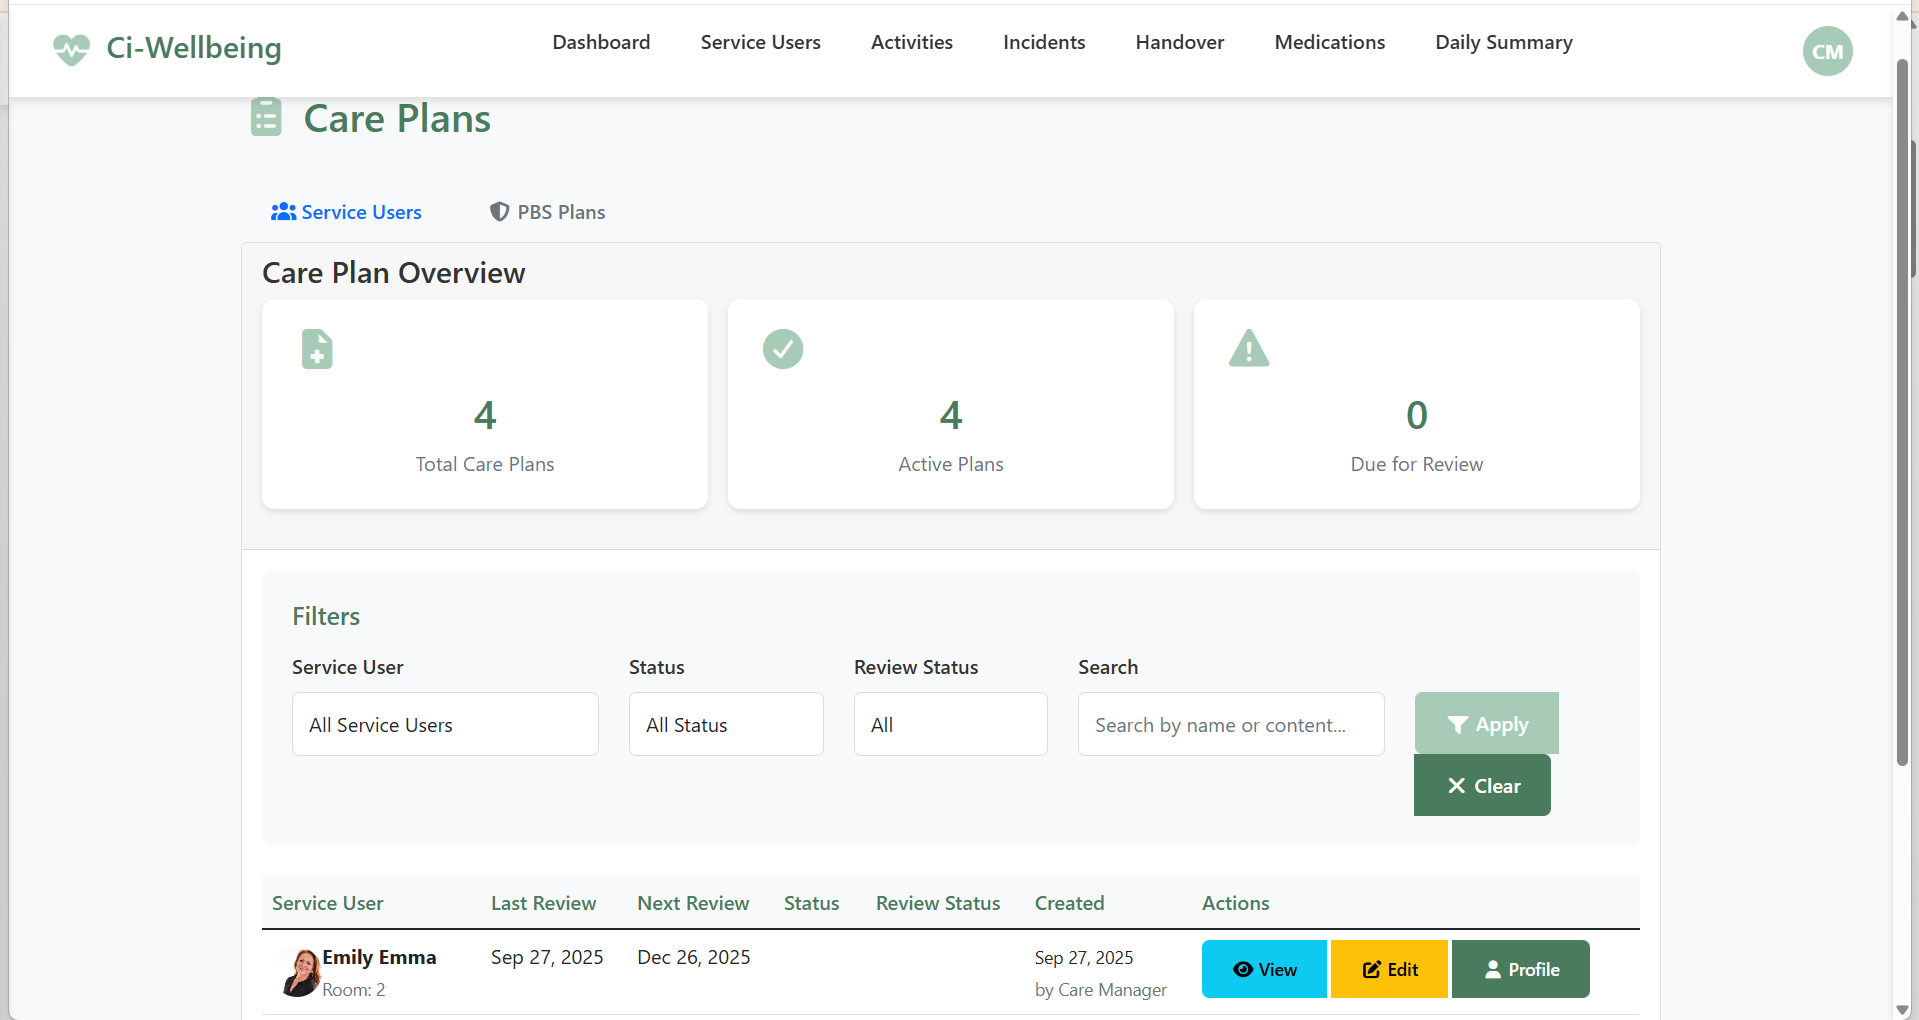 Ci-Wellbeing
Dashboard Service Users Activities Incidents Handover Medications Daily Summary
CM
Care Plans
Service Users PBS Plans
Care Plan Overview
4 4 0
Total Care Plans Active Plans Due for Review
Filters
Service User Status Review Status Search
All Service Users All Status All Search by name or content... Apply
Clear
Service User Last Review Next Review Status Review Status Created Actions
Emily Emma Sep 27, 2025 Dec 26, 2025 Sep 27, 2025 View Edit Profile
Room: 2 by Care Manager